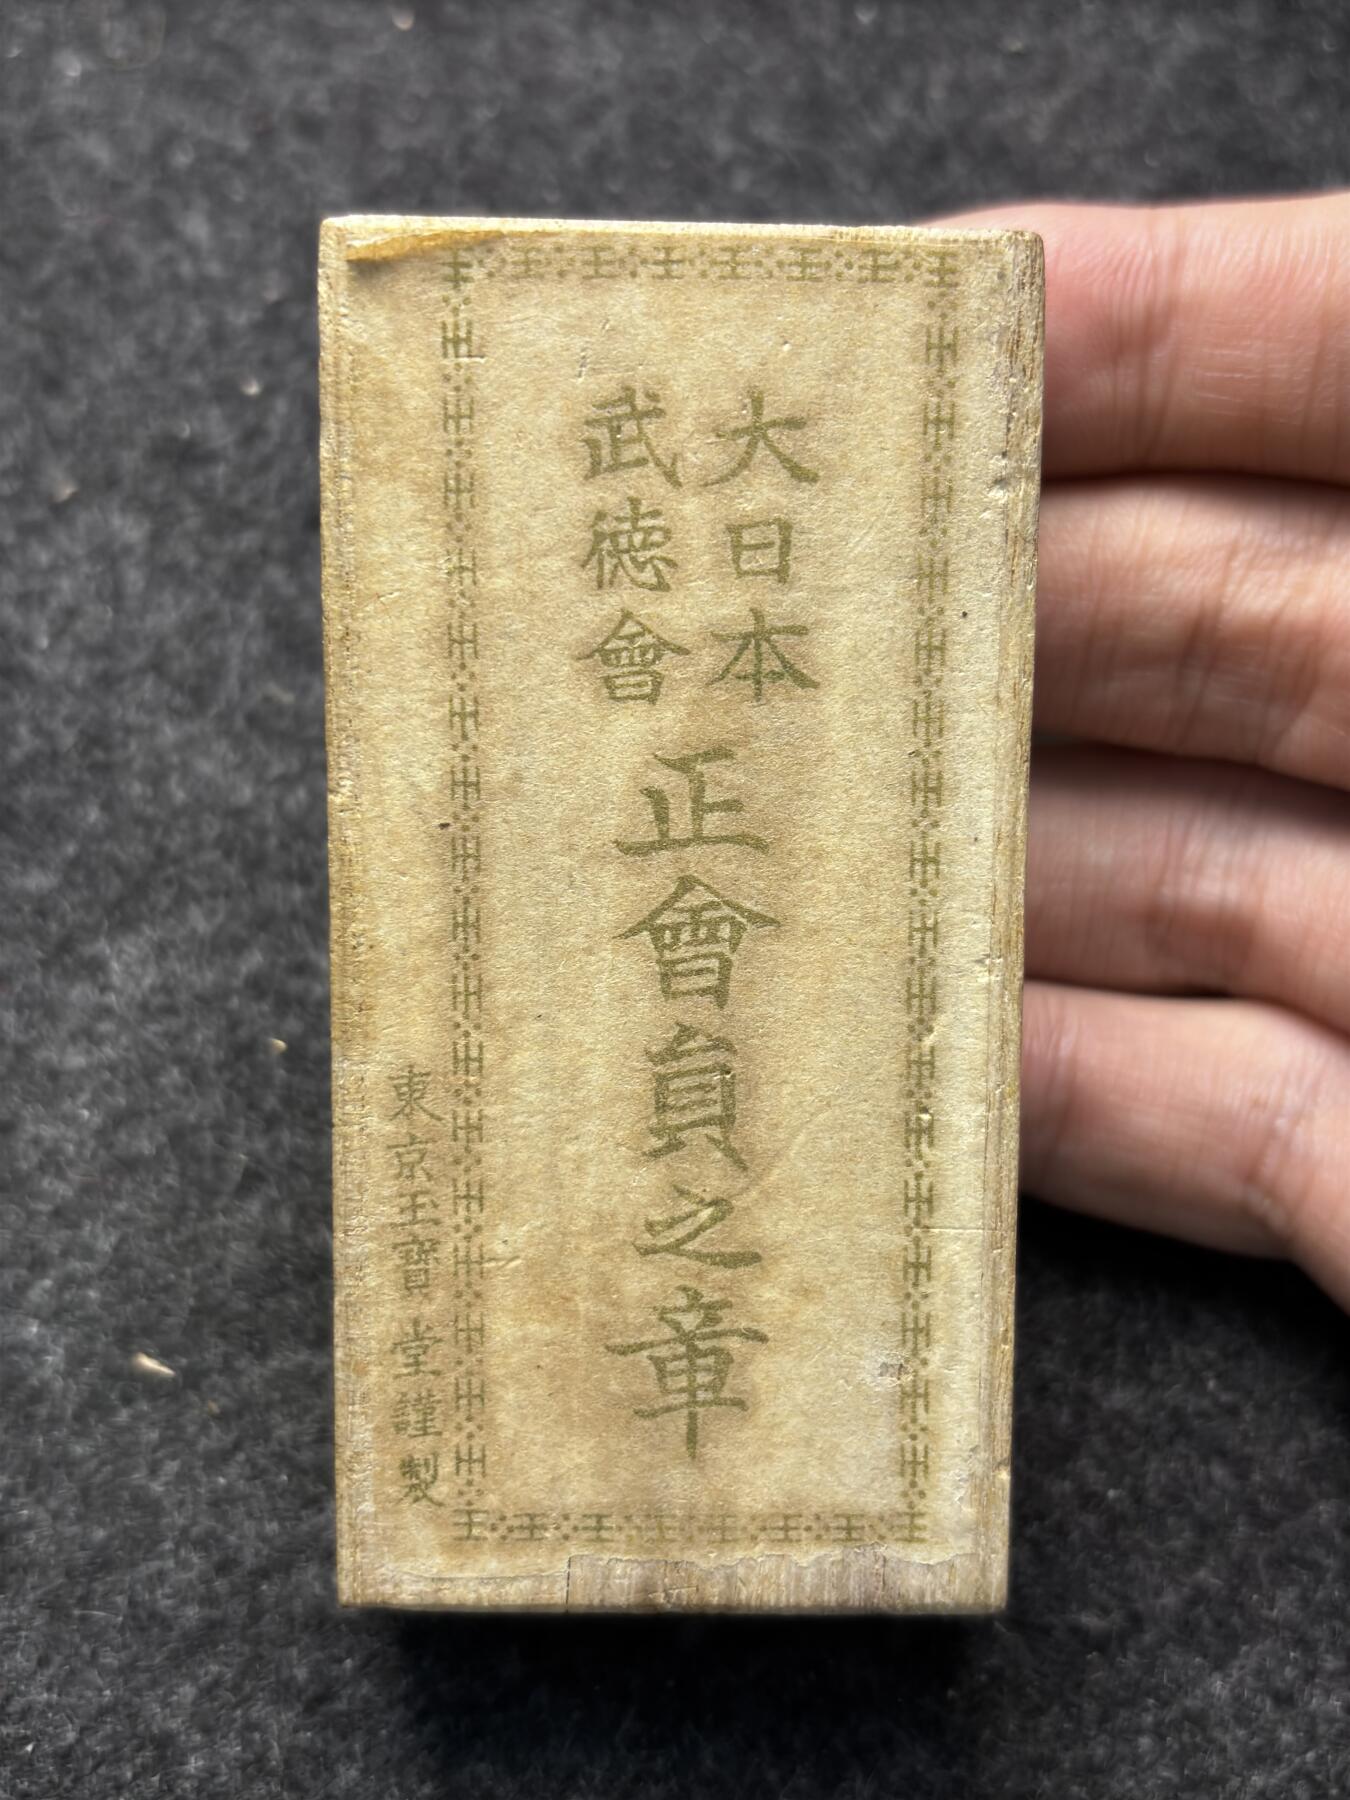 大日本
武徳會
正會員之章
東京玉寶堂謹製